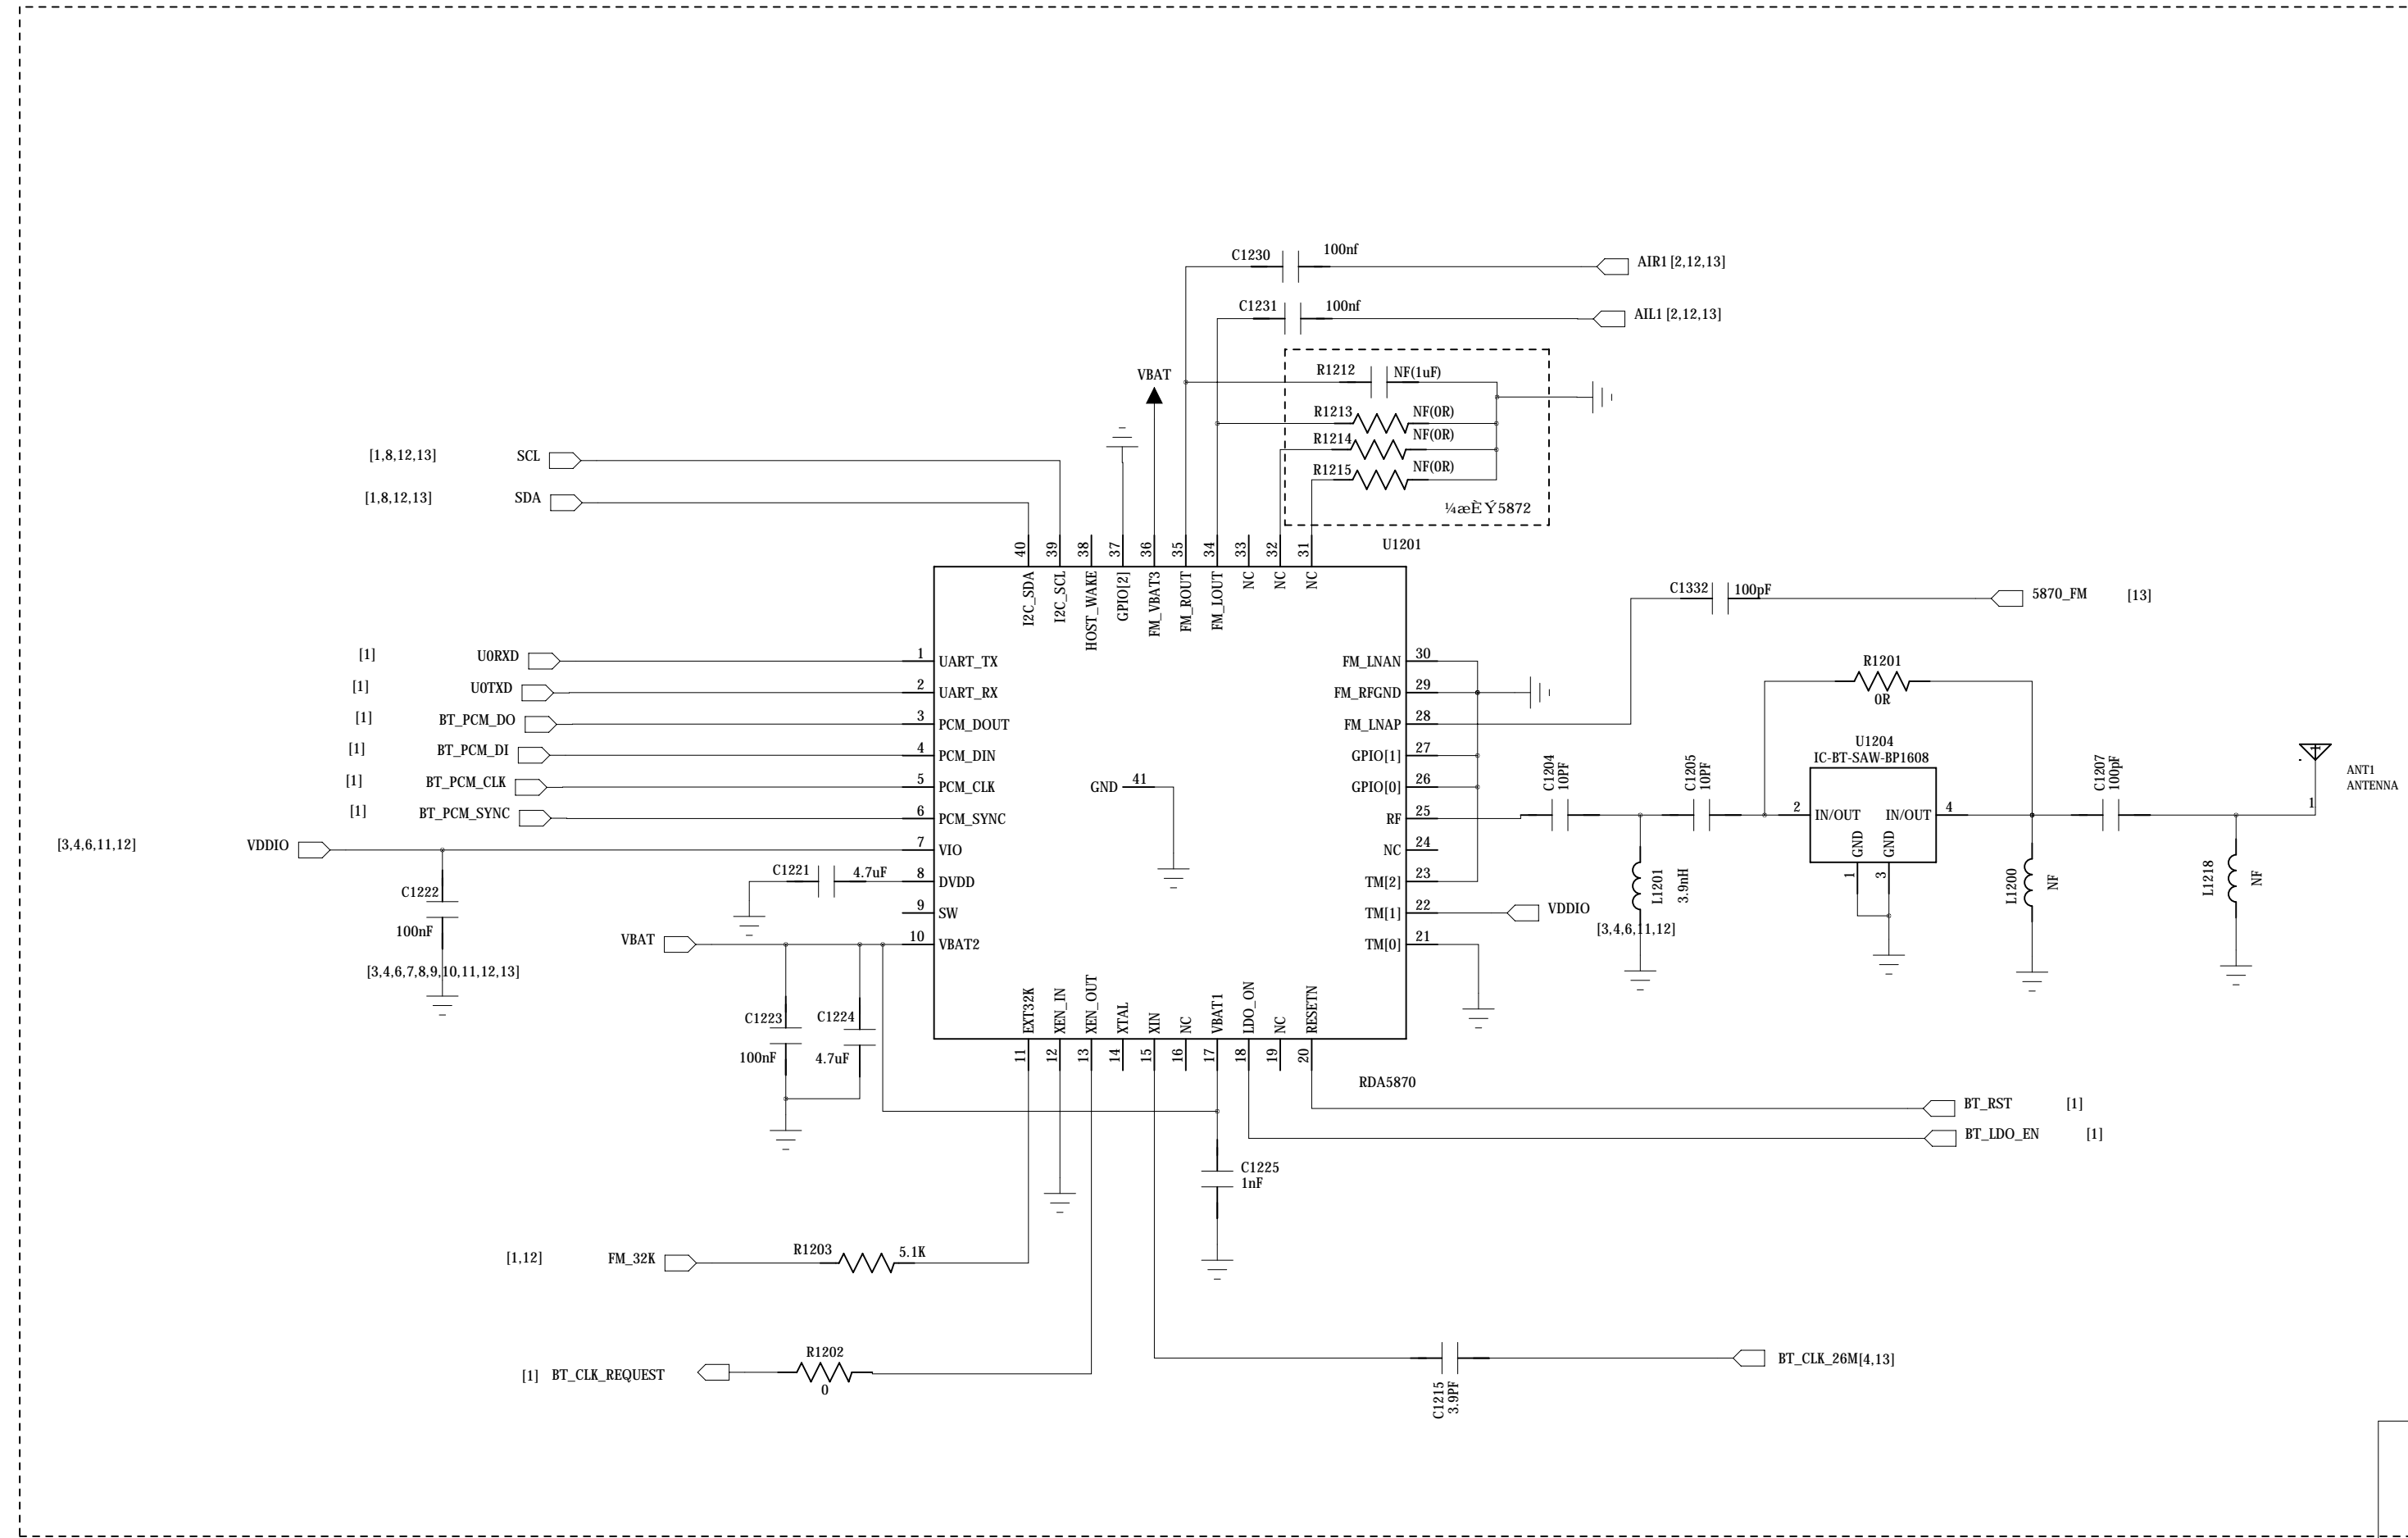 C1230 100nf
AIR1 [2,12,13]
C1231 100nf
AIL1 [2,12,13]
VBAT
R1212 NF(1uF)
R1213 NF(0R)
R1214 NF(0R)
R1215 NF(0R)
¼æÈÝ5872
[1,8,12,13] SCL
[1,8,12,13] SDA
U1201
40 39 38 37 36 35 34 33 32 31
I2C_SDA
I2C_SCL
HOST_WAKE
GPIO[2]
FM_VBAT3
FM_ROUT
FM_LOUT
NC
NC
NC
C1332 100pF
5870_FM [13]
[1] U0RXD 1 UART_TX
[1] U0TXD 2 UART_RX
[1] BT_PCM_DO 3 PCM_DOUT
[1] BT_PCM_DI 4 PCM_DIN
[1] BT_PCM_CLK 5 PCM_CLK
[1] BT_PCM_SYNC 6 PCM_SYNC
[3,4,6,11,12] VDDIO 7 VIO
C1221 4.7uF 8 DVDD
9 SW
VBAT 10 VBAT2
C1222
100nF
[3,4,6,7,8,9,10,11,12,13]
C1223
100nF
C1224
4.7uF
GND 41
FM_LNAN 30
FM_RFGND 29
FM_LNAP 28
GPIO[1] 27
GPIO[0] 26
RF 25
NC 24
TM[2] 23
TM[1] 22
TM[0] 21
VDDIO
[3,4,6,11,12]
C1204
10PF
C1205
10PF
L1201
3.9nH
R1201
0R
U1204
IC-BT-SAW-BP1608
2 IN/OUT IN/OUT 4
GND GND
1 3
C1207
100pF
L1200
NF
L1218
NF
1
ANT1
ANTENNA
EXT32K
XEN_IN
XEN_OUT
XTAL
XIN
NC
VBAT1
LDO_ON
NC
RESETN
11 12 13 14 15 16 17 18 19 20
RDA5870
BT_RST [1]
BT_LDO_EN [1]
C1225
1nF
[1,12] FM_32K R1203 5.1K
[1] BT_CLK_REQUEST
R1202
0
C1215
3.9PF
BT_CLK_26M [4,13]